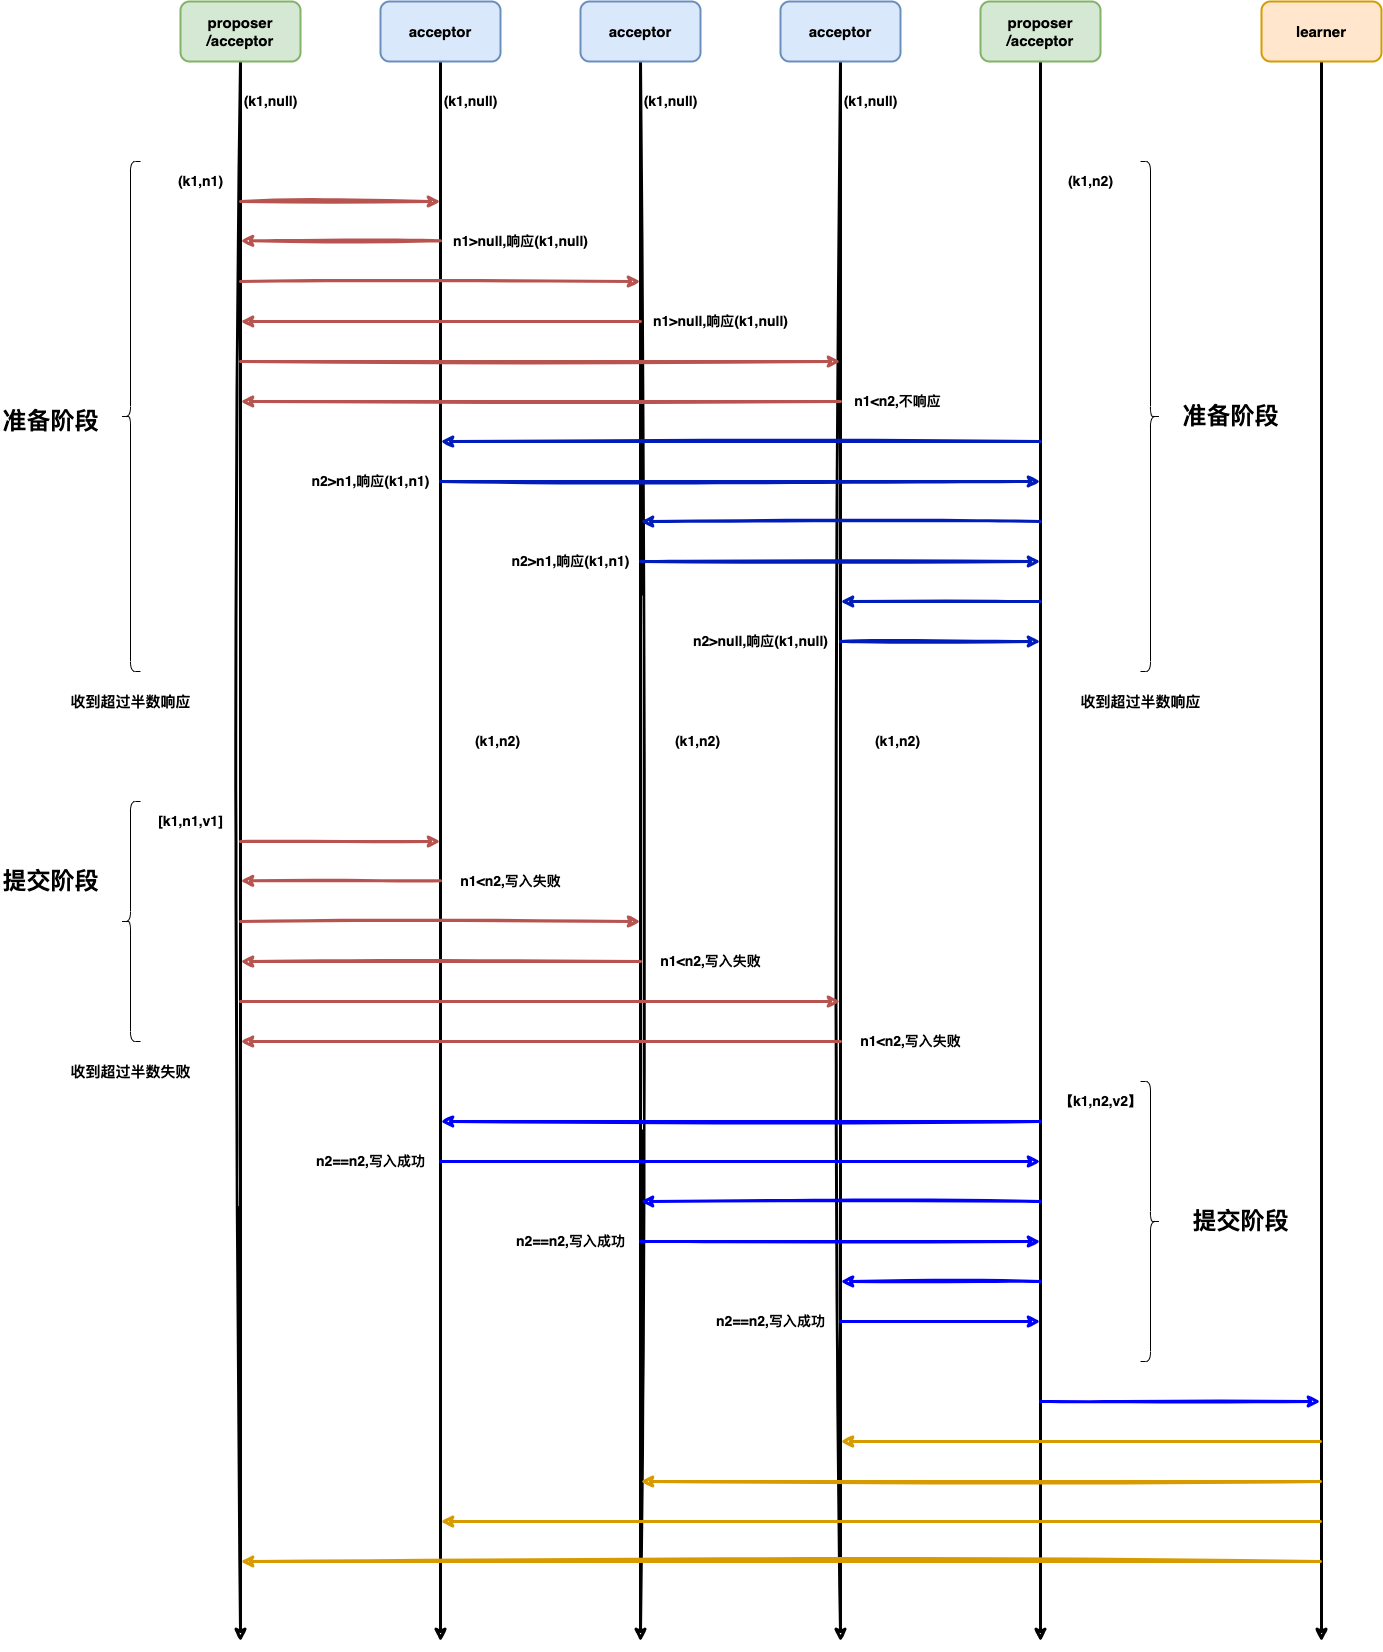 proposer
/acceptor
acceptor
acceptor
acceptor
proposer
/acceptor
learner
(k1,null)
(k1,null)
(k1,null)
(k1,null)
(k1,n1)
(k1,n2)
n1>null,响应(k1,null)
n1>null,响应(k1,null)
n1<n2,不响应
准备阶段
准备阶段
n2>n1,响应(k1,n1)
n2>n1,响应(k1,n1)
n2>null,响应(k1,null)
收到超过半数响应
收到超过半数响应
(k1,n2)
(k1,n2)
(k1,n2)
[k1,n1,v1]
提交阶段
n1<n2,写入失败
n1<n2,写入失败
n1<n2,写入失败
收到超过半数失败
【k1,n2,v2】
n2==n2,写入成功
提交阶段
n2==n2,写入成功
n2==n2,写入成功